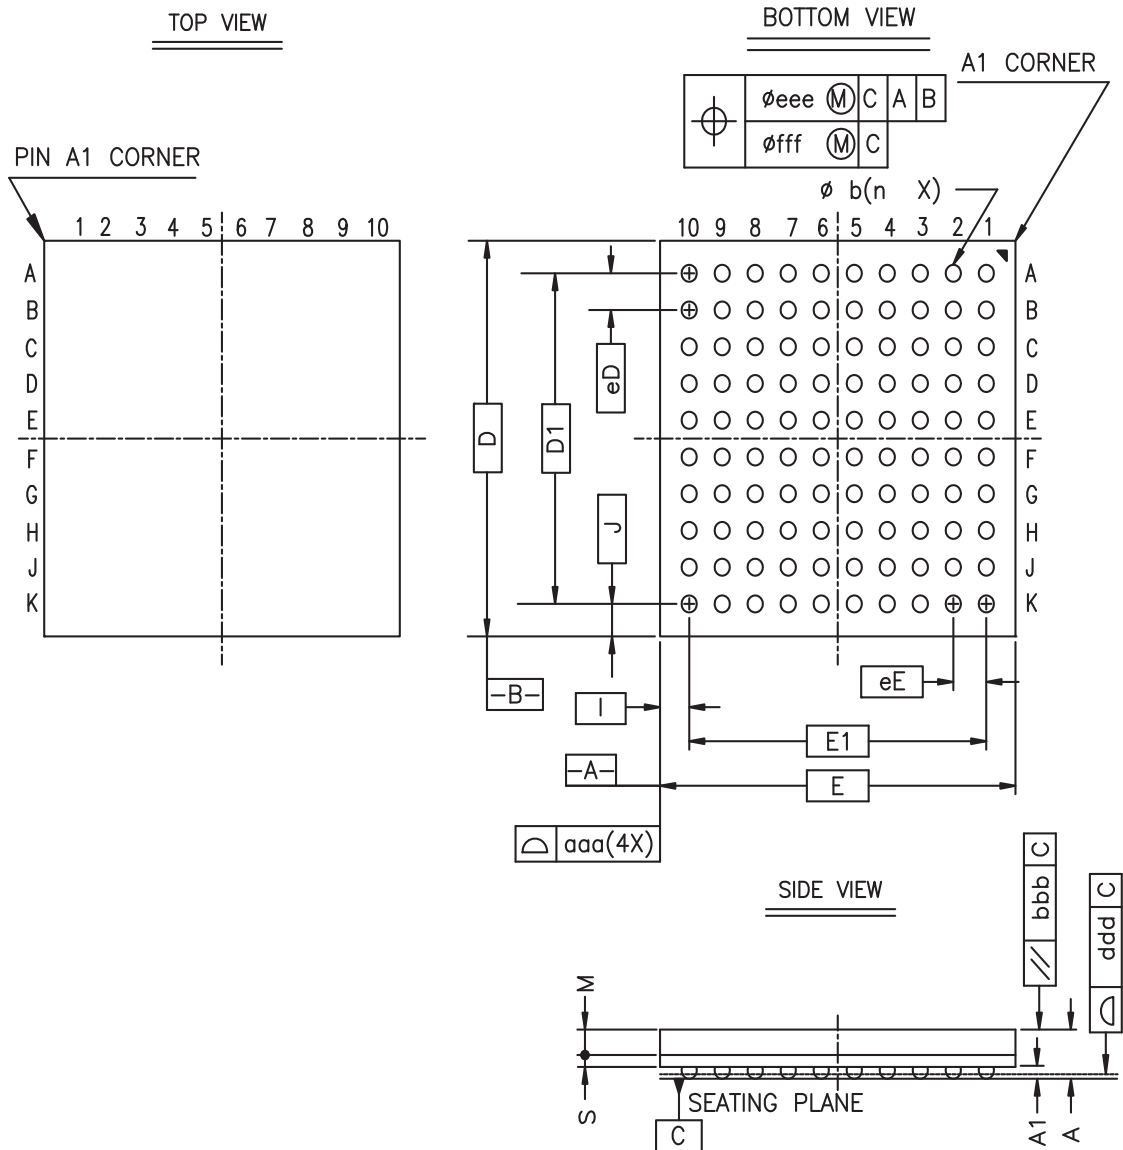 TOP VIEW
BOTTOM VIEW
A1 CORNER
Øeee Ⓜ C A B
Øfff Ⓜ C
PIN A1 CORNER
Ø b(n X)
1 2 3 4 5 6 7 8 9 10
10 9 8 7 6 5 4 3 2 1
A
B
C
D
E
F
G
H
J
K
A
B
C
D
E
F
G
H
J
K
eD
D
D1
J
eE
-B-
I
E1
-A-
E
aaa(4X)
SIDE VIEW
// bbb C
ddd C
M
S
SEATING PLANE
C
A1
A